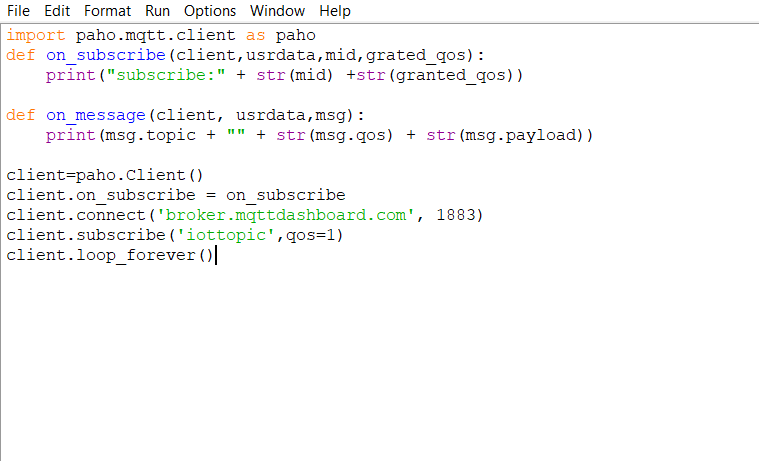 File Edit Format Run Options Window Help
import paho.mqtt.client as paho
def on_subscribe(client,usrdata,mid,grated_qos):
    print("subscribe:" + str(mid) +str(granted_qos))

def on_message(client, usrdata,msg):
    print(msg.topic + "" + str(msg.qos) + str(msg.payload))

client=paho.Client()
client.on_subscribe = on_subscribe
client.connect('broker.mqttdashboard.com', 1883)
client.subscribe('iottopic',qos=1)
client.loop_forever()